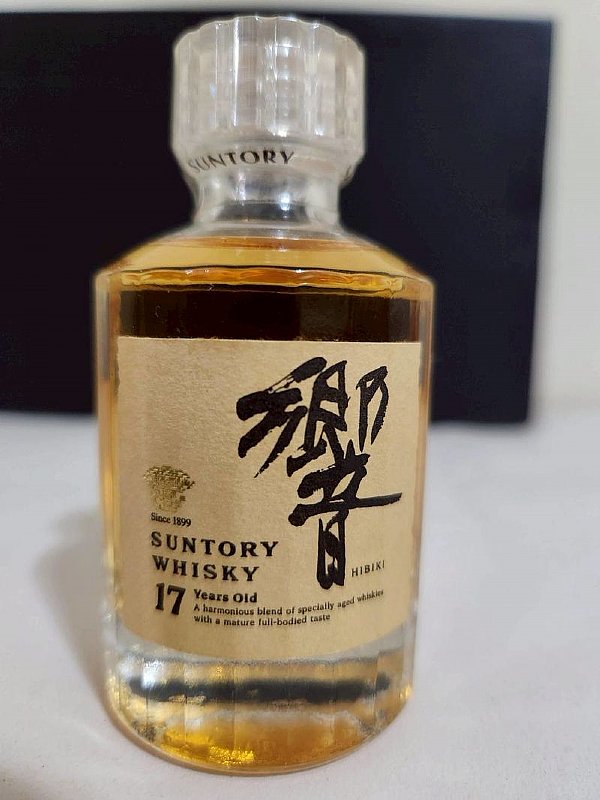 SUNTORY
響
HIBIKI
Since 1899
SUNTORY
WHISKY
17 Years Old
A harmonious blend of specially aged whiskies
with a mature full-bodied taste